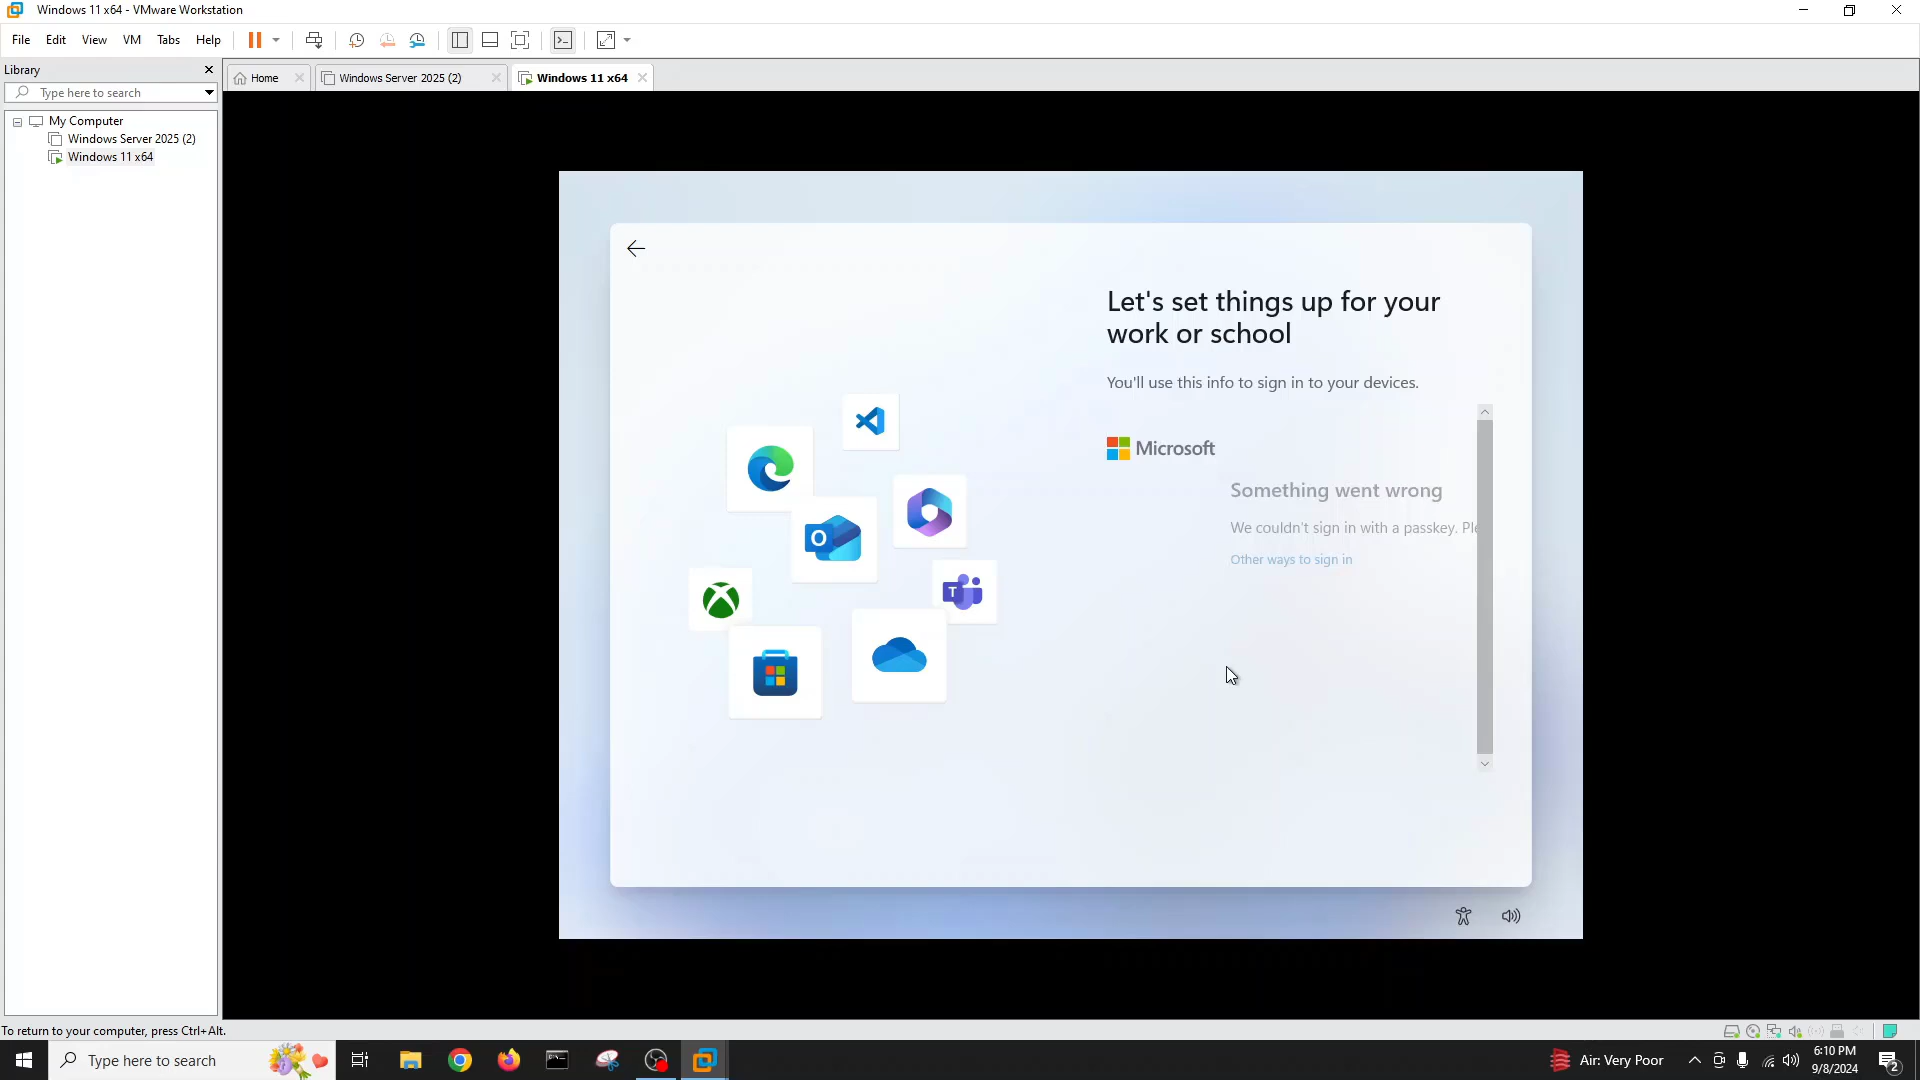 Windows 11 x64 - VMware Workstation
File Edit View VM Tabs Help
Library
Type here to search
My Computer
Windows Server 2025 (2)
Windows 11 x64
Home
Windows Server 2025 (2)
Windows 11 x64
Let's set things up for your
work or school
You'll use this info to sign in to your devices.
Microsoft
Something went wrong
We couldn't sign in with a passkey. Ple
Other ways to sign in
To return to your computer, press Ctrl+Alt.
Type here to search
Air: Very Poor
6:10 PM
9/8/2024
2